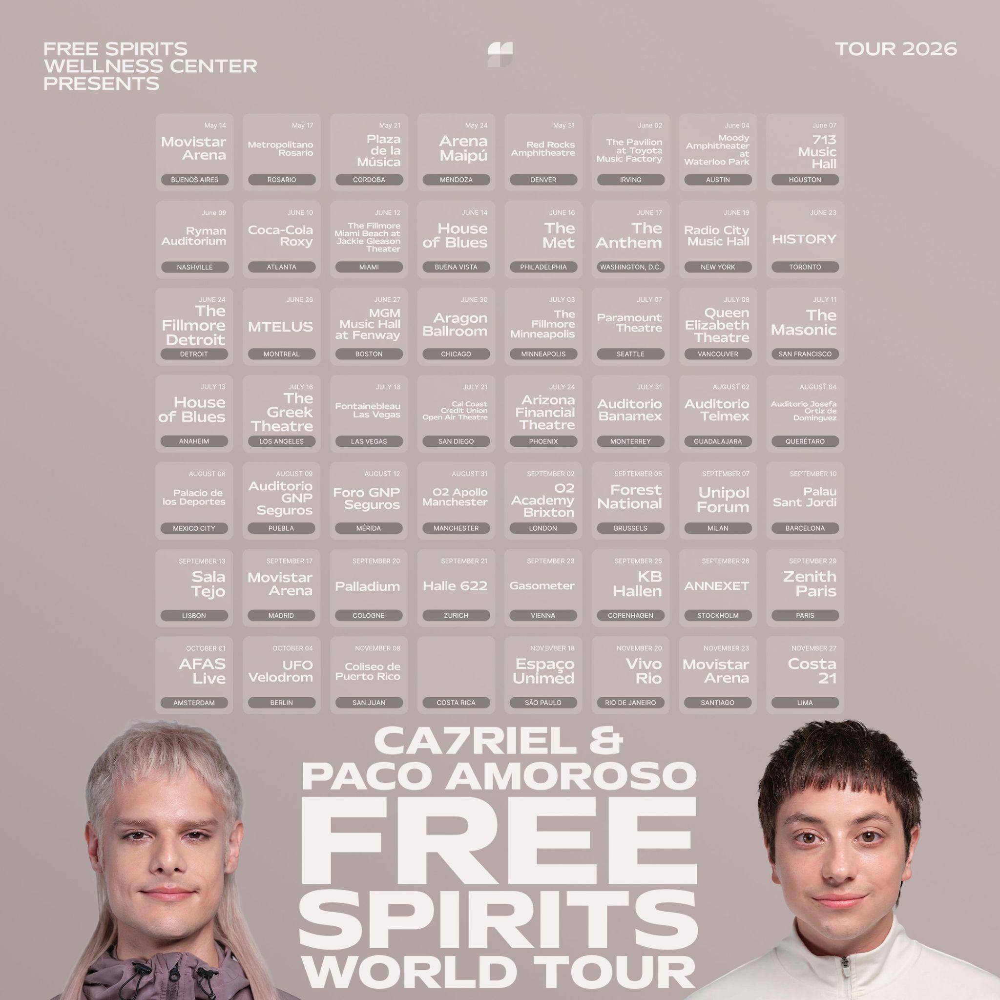 FREE SPIRITS
WELLNESS CENTER
PRESENTS
TOUR 2026
May 14
Movistar
Arena
BUENOS AIRES
May 17
Metropolitano
Rosario
ROSARIO
May 21
Plaza
de la
Música
CORDOBA
May 24
Arena
Maipú
MENDOZA
May 31
Red Rocks
Amphitheatre
DENVER
June 02
The Pavilion
at Toyota
Music Factory
IRVING
June 04
Moody
Amphitheater
at
Waterloo Park
AUSTIN
June 07
713
Music
Hall
HOUSTON
June 09
Ryman
Auditorium
NASHVILLE
JUNE 10
Coca-Cola
Roxy
ATLANTA
JUNE 12
The Fillmore
Miami Beach at
Jackie Gleason
Theater
MIAMI
JUNE 14
House
of Blues
BUENA VISTA
JUNE 16
The
Met
PHILADELPHIA
JUNE 17
The
Anthem
WASHINGTON, D.C.
JUNE 19
Radio City
Music Hall
NEW YORK
JUNE 23
HISTORY
TORONTO
JUNE 24
The
Fillmore
Detroit
DETROIT
JUNE 26
MTELUS
MONTREAL
JUNE 27
MGM
Music Hall
at Fenway
BOSTON
JUNE 30
Aragon
Ballroom
CHICAGO
JULY 03
The
Fillmore
Minneapolis
MINNEAPOLIS
JULY 07
Paramount
Theatre
SEATTLE
JULY 08
Queen
Elizabeth
Theatre
VANCOUVER
JULY 11
The
Masonic
SAN FRANCISCO
JULY 13
House
of Blues
ANAHEIM
JULY 16
The
Greek
Theatre
LOS ANGELES
JULY 18
Fontainebleau
Las Vegas
LAS VEGAS
JULY 21
Cal Coast
Credit Union
Open Air Theatre
SAN DIEGO
JULY 24
Arizona
Financial
Theatre
PHOENIX
JULY 31
Auditorio
Banamex
MONTERREY
AUGUST 02
Auditorio
Telmex
GUADALAJARA
AUGUST 04
Auditorio Josefa
Ortiz de
Dominguez
QUERÉTARO
AUGUST 06
Palacio de
los Deportes
MEXICO CITY
AUGUST 09
Auditorio
GNP
Seguros
PUEBLA
AUGUST 12
Foro GNP
Seguros
MÉRIDA
AUGUST 31
O2 Apollo
Manchester
MANCHESTER
SEPTEMBER 02
O2
Academy
Brixton
LONDON
SEPTEMBER 05
Forest
National
BRUSSELS
SEPTEMBER 07
Unipol
Forum
MILAN
SEPTEMBER 10
Palau
Sant Jordi
BARCELONA
SEPTEMBER 13
Sala
Tejo
LISBON
SEPTEMBER 17
Movistar
Arena
MADRID
SEPTEMBER 20
Palladium
COLOGNE
SEPTEMBER 21
Halle 622
ZURICH
SEPTEMBER 23
Gasometer
VIENNA
SEPTEMBER 25
KB
Hallen
COPENHAGEN
SEPTEMBER 26
ANNEXET
STOCKHOLM
SEPTEMBER 29
Zenith
Paris
PARIS
OCTOBER 01
AFAS
Live
AMSTERDAM
OCTOBER 04
UFO
Velodrom
BERLIN
NOVEMBER 08
Coliseo de
Puerto Rico
SAN JUAN
COSTA RICA
NOVEMBER 18
Espaço
Unimed
SÃO PAULO
NOVEMBER 20
Vivo
Rio
RIO DE JANEIRO
NOVEMBER 23
Movistar
Arena
SANTIAGO
NOVEMBER 27
Costa
21
LIMA
CA7RIEL &
PACO AMOROSO
FREE
SPIRITS
WORLD TOUR